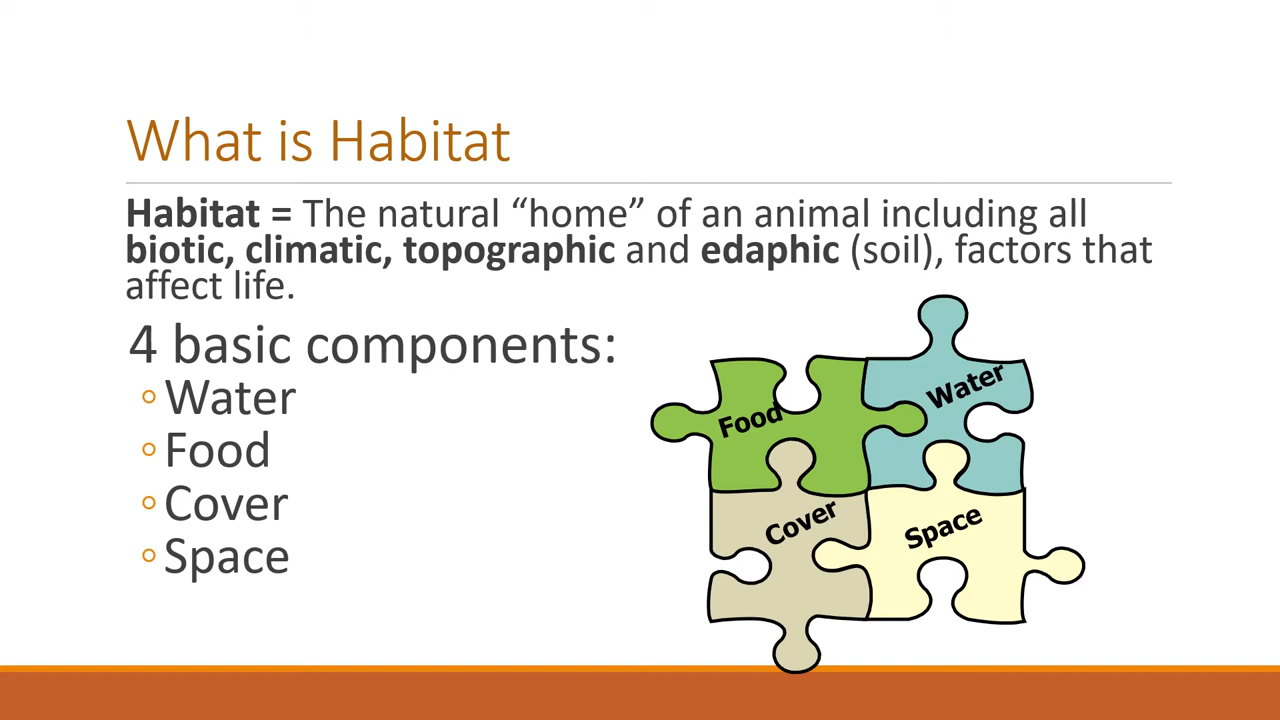 What is Habitat
Habitat = The natural “home” of an animal including all
biotic, climatic, topographic and edaphic (soil), factors that
affect life.
4 basic components:
◦Water
◦Food
◦Cover
◦Space
Food
Water
Cover
Space